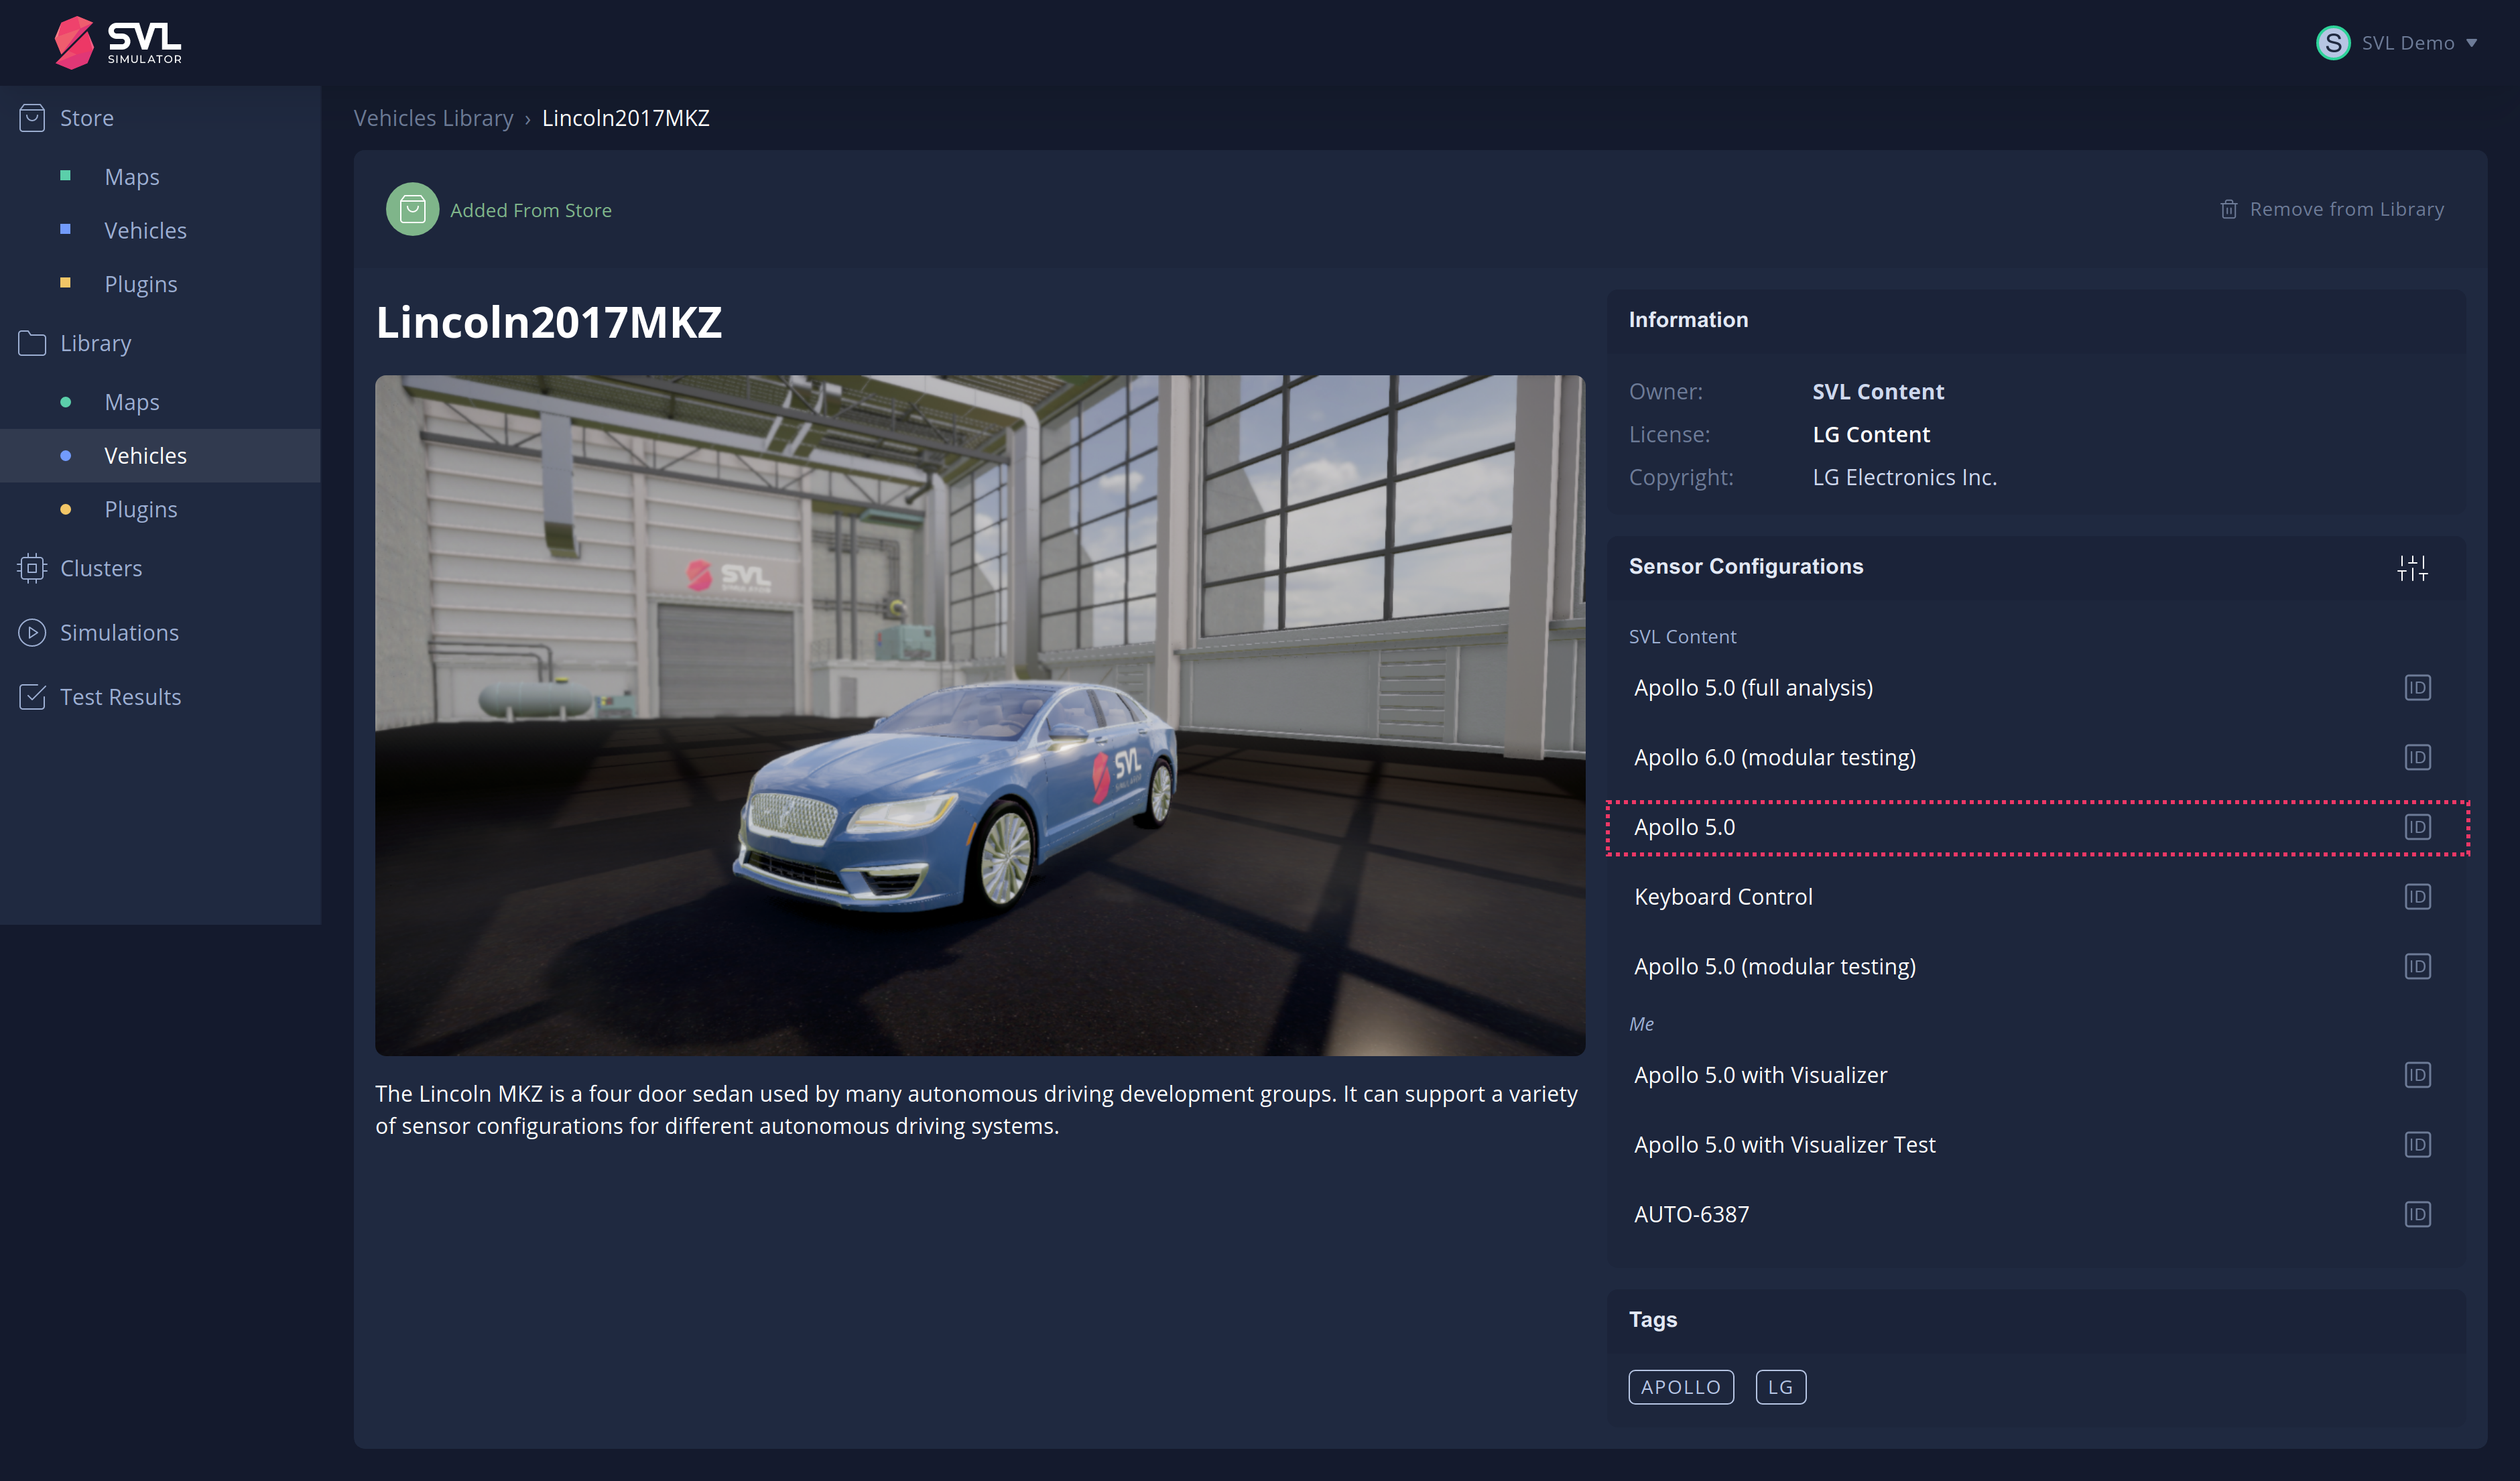 SVL
SIMULATOR
S
SVL Demo
Store
Maps
Vehicles
Plugins
Library
Maps
Vehicles
Plugins
Clusters
Simulations
Test Results
Vehicles Library › Lincoln2017MKZ
Added From Store
Remove from Library
Lincoln2017MKZ
SVL
SIMULATOR
SVL
The Lincoln MKZ is a four door sedan used by many autonomous driving development groups. It can support a variety
of sensor configurations for different autonomous driving systems.
Information
Owner: SVL Content
License: LG Content
Copyright: LG Electronics Inc.
Sensor Configurations
SVL Content
Apollo 5.0 (full analysis) ID
Apollo 6.0 (modular testing) ID
Apollo 5.0 ID
Keyboard Control ID
Apollo 5.0 (modular testing) ID
Me
Apollo 5.0 with Visualizer ID
Apollo 5.0 with Visualizer Test ID
AUTO-6387 ID
Tags
APOLLO LG